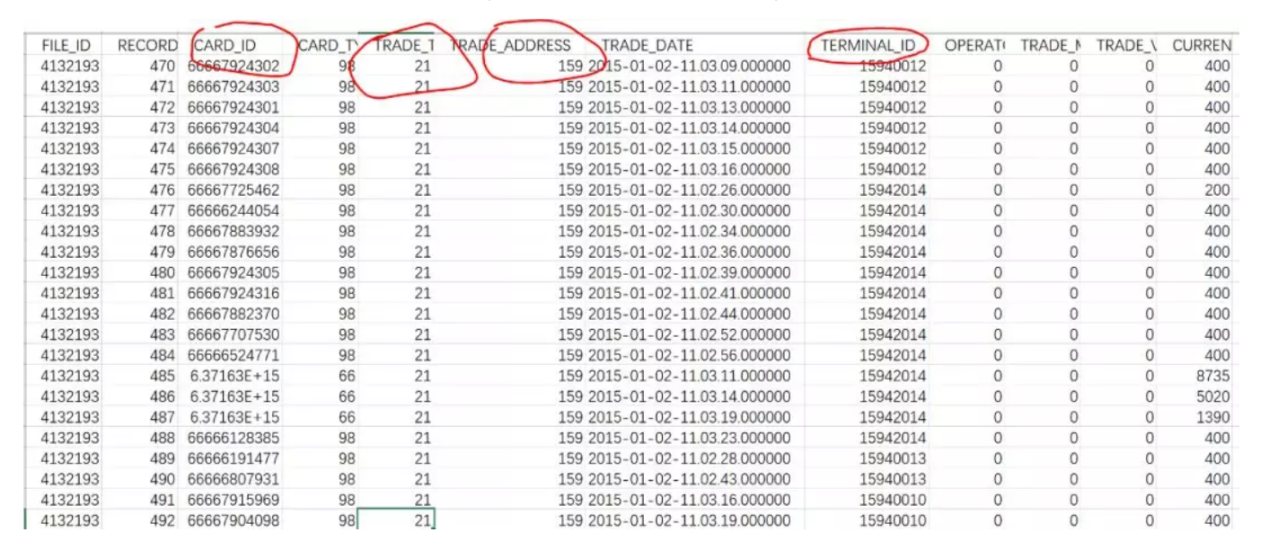 FILE_ID RECORD CARD_ID CARD_TY TRADE_T TRADE_ADDRESS TRADE_DATE TERMINAL_ID OPERATI TRADE_M TRADE_V CURREN
4132193 470 66667924302 98 21 159 2015-01-02-11.03.09.000000 15940012 0 0 0 400
4132193 471 66667924303 98 21 159 2015-01-02-11.03.11.000000 15940012 0 0 0 400
4132193 472 66667924301 98 21 159 2015-01-02-11.03.13.000000 15940012 0 0 0 400
4132193 473 66667924304 98 21 159 2015-01-02-11.03.14.000000 15940012 0 0 0 400
4132193 474 66667924307 98 21 159 2015-01-02-11.03.15.000000 15940012 0 0 0 400
4132193 475 66667924308 98 21 159 2015-01-02-11.03.16.000000 15940012 0 0 0 400
4132193 476 66667725462 98 21 159 2015-01-02-11.02.26.000000 15942014 0 0 0 200
4132193 477 66666244054 98 21 159 2015-01-02-11.02.30.000000 15942014 0 0 0 400
4132193 478 66667883932 98 21 159 2015-01-02-11.02.34.000000 15942014 0 0 0 400
4132193 479 66667876656 98 21 159 2015-01-02-11.02.36.000000 15942014 0 0 0 400
4132193 480 66667924305 98 21 159 2015-01-02-11.02.39.000000 15942014 0 0 0 400
4132193 481 66667924316 98 21 159 2015-01-02-11.02.41.000000 15942014 0 0 0 400
4132193 482 66667882370 98 21 159 2015-01-02-11.02.44.000000 15942014 0 0 0 400
4132193 483 66667707530 98 21 159 2015-01-02-11.02.52.000000 15942014 0 0 0 400
4132193 484 66666524771 98 21 159 2015-01-02-11.02.56.000000 15942014 0 0 0 400
4132193 485 6.37163E+15 66 21 159 2015-01-02-11.03.11.000000 15942014 0 0 0 8735
4132193 486 6.37163E+15 66 21 159 2015-01-02-11.03.14.000000 15942014 0 0 0 5020
4132193 487 6.37163E+15 66 21 159 2015-01-02-11.03.19.000000 15942014 0 0 0 1390
4132193 488 66666128385 98 21 159 2015-01-02-11.03.23.000000 15942014 0 0 0 400
4132193 489 66666191477 98 21 159 2015-01-02-11.02.28.000000 15940013 0 0 0 400
4132193 490 66666807931 98 21 159 2015-01-02-11.02.43.000000 15940013 0 0 0 400
4132193 491 66667915969 98 21 159 2015-01-02-11.03.16.000000 15940010 0 0 0 400
4132193 492 66667904098 98 21 159 2015-01-02-11.03.19.000000 15940010 0 0 0 400